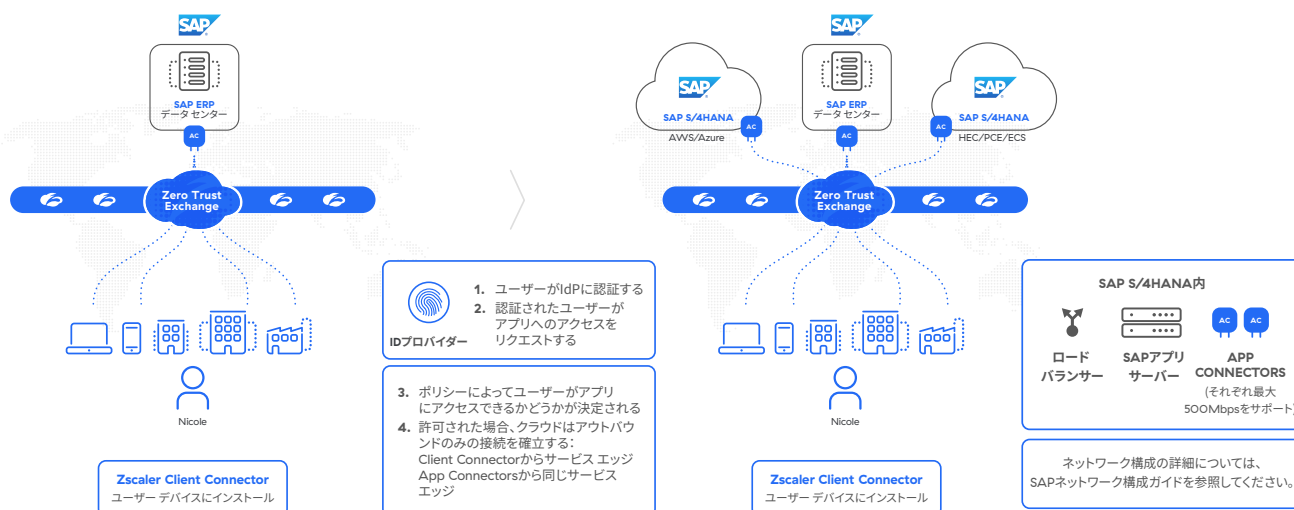 SAP
SAP ERP
データ センター
AC
Zero Trust
Exchange
Nicole
Zscaler Client Connector
ユーザー デバイスにインストール
IDプロバイダー
1. ユーザーがIdPに認証する
2. 認証されたユーザーが
アプリへのアクセスを
リクエストする
3. ポリシーによってユーザーがアプリ
にアクセスできるかどうかが決定される
4. 許可された場合、クラウドはアウトバウ
ンドのみの接続を確立する：
Client Connectorからサービス エッジ
App Connectorsから同じサービス
エッジ
SAP
SAP
SAP S/4HANA
AWS/Azure
AC
SAP ERP
データ センター
AC
SAP
SAP S/4HANA
HEC/PCE/ECS
AC
Zero Trust
Exchange
Nicole
Zscaler Client Connector
ユーザー デバイスにインストール
SAP S/4HANA内
ロード
バランサー
SAPアプリ
サーバー
AC
AC
APP
CONNECTORS
(それぞれ最大
500Mbpsをサポート)
ネットワーク構成の詳細については、
SAPネットワーク構成ガイドを参照してください。